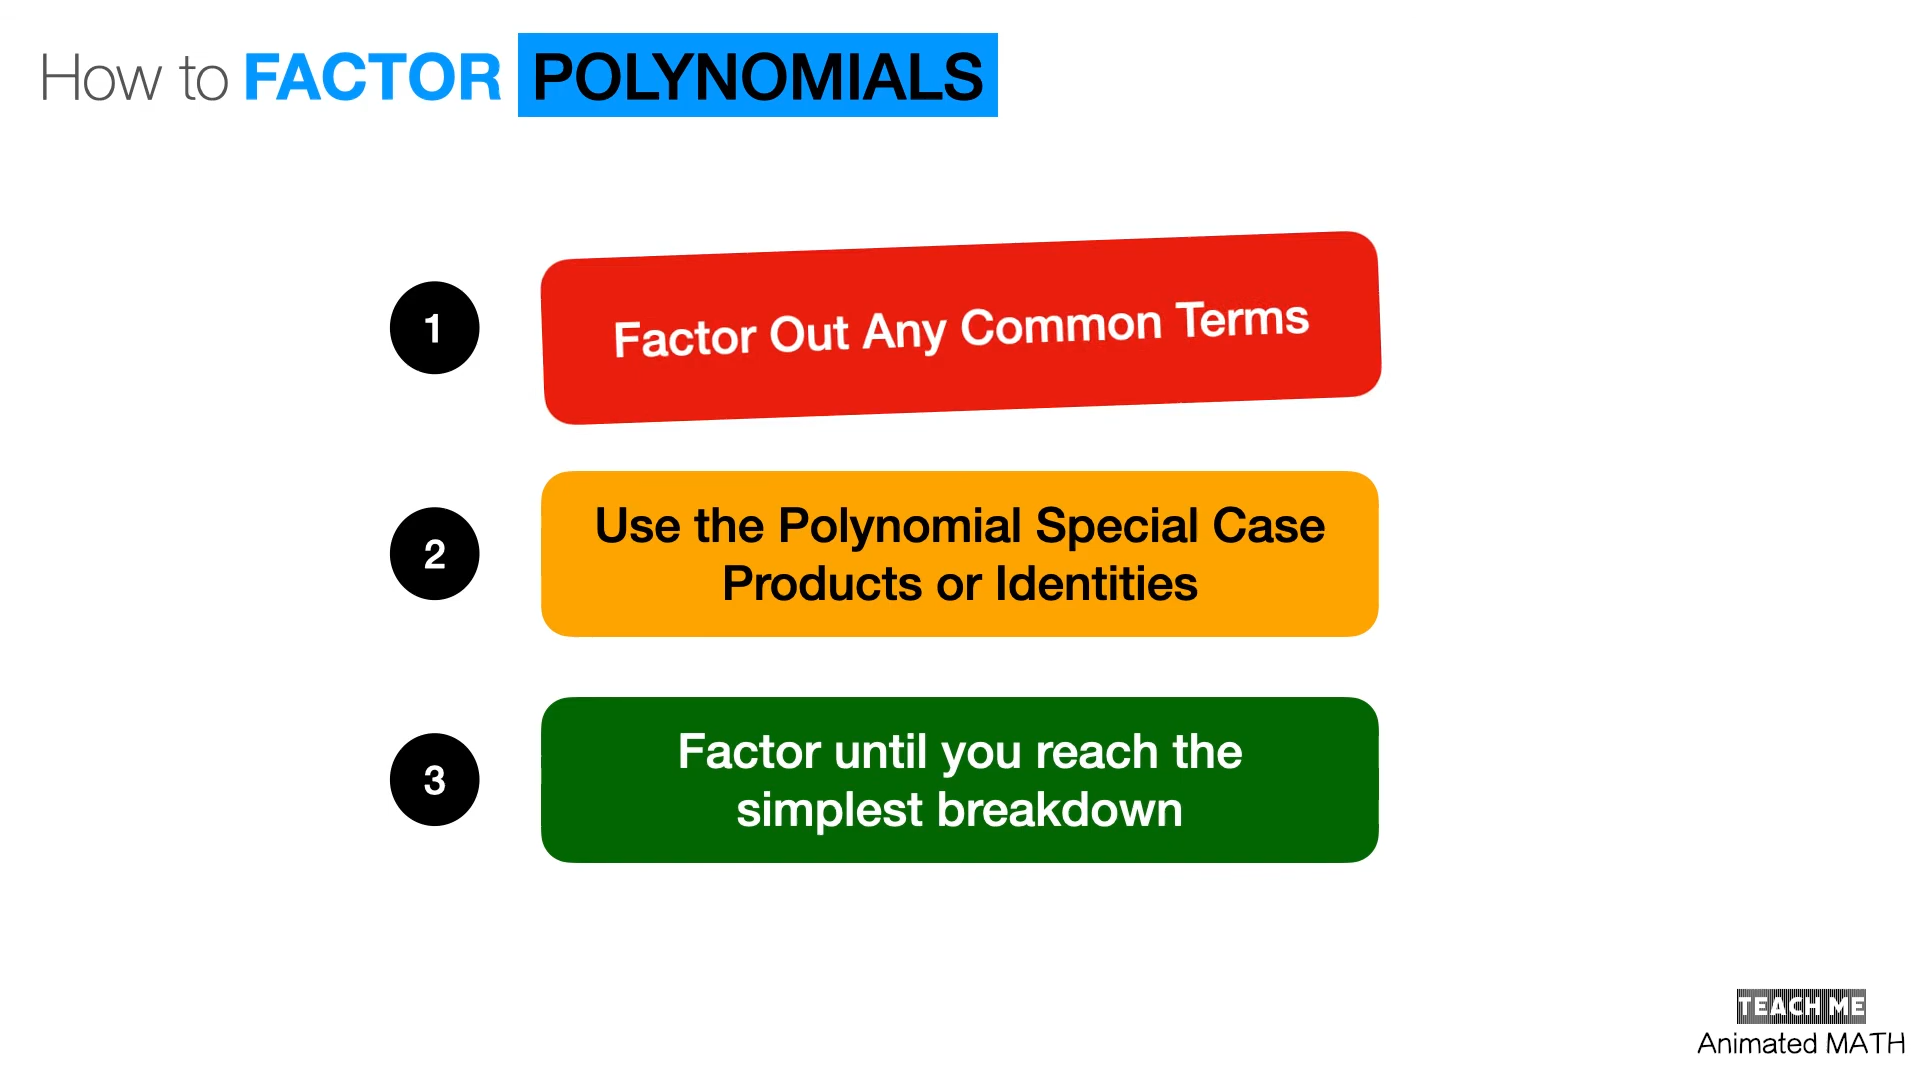 How to FACTOR POLYNOMIALS
1
Factor Out Any Common Terms
2
Use the Polynomial Special Case
Products or Identities
3
Factor until you reach the
simplest breakdown
TEACH ME
Animated MATH